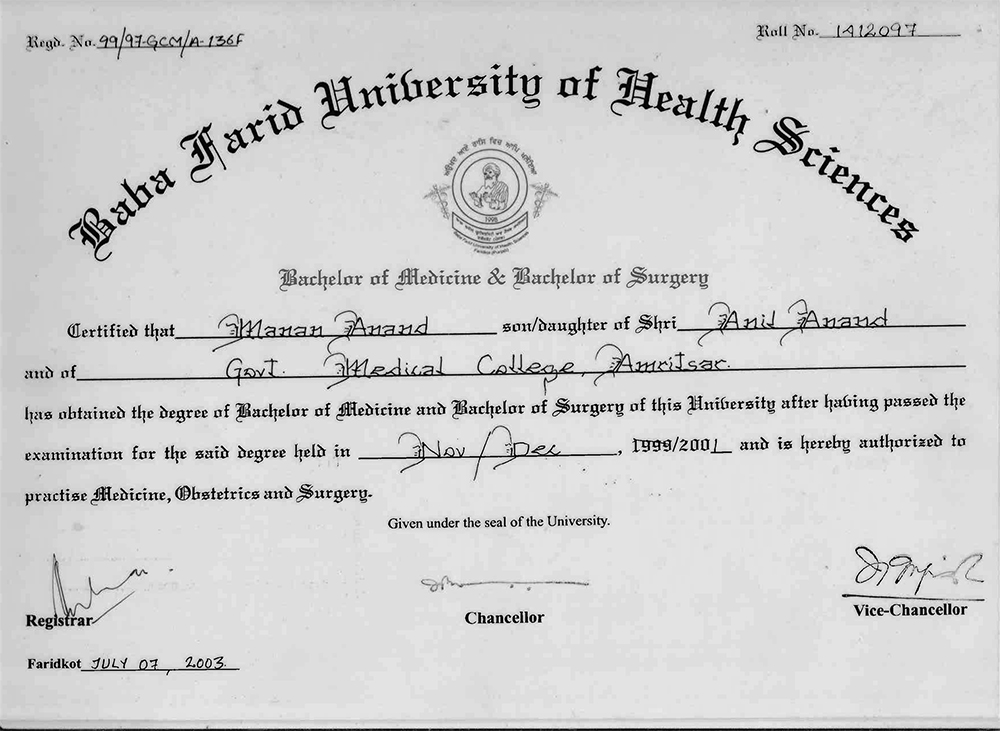 Regd. No. 99/97-GCM/A-136F
Roll No. 1412097
Baba Farid University of Health Sciences
1998
Bachelor of Medicine & Bachelor of Surgery
Certified that Manan Anand son/daughter of Shri Anil Anand
and of Govt. Medical College, Amritsar.
has obtained the degree of Bachelor of Medicine and Bachelor of Surgery of this University after having passed the
examination for the said degree held in Nov/Dec, 1999/2001 and is hereby authorized to
practise Medicine, Obstetrics and Surgery.
Given under the seal of the University.
Registrar
Chancellor
Vice-Chancellor
Faridkot JULY 07, 2003.